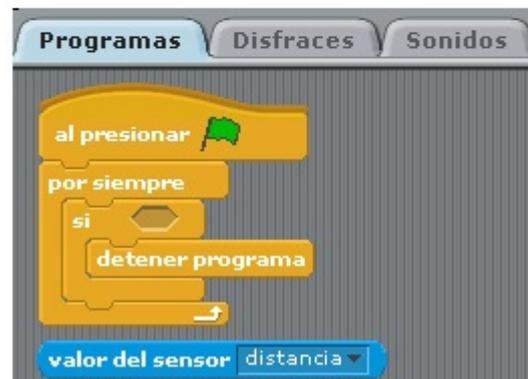 Programas Disfraces Sonidos
al presionar
por siempre
si
detener programa
valor del sensor distancia